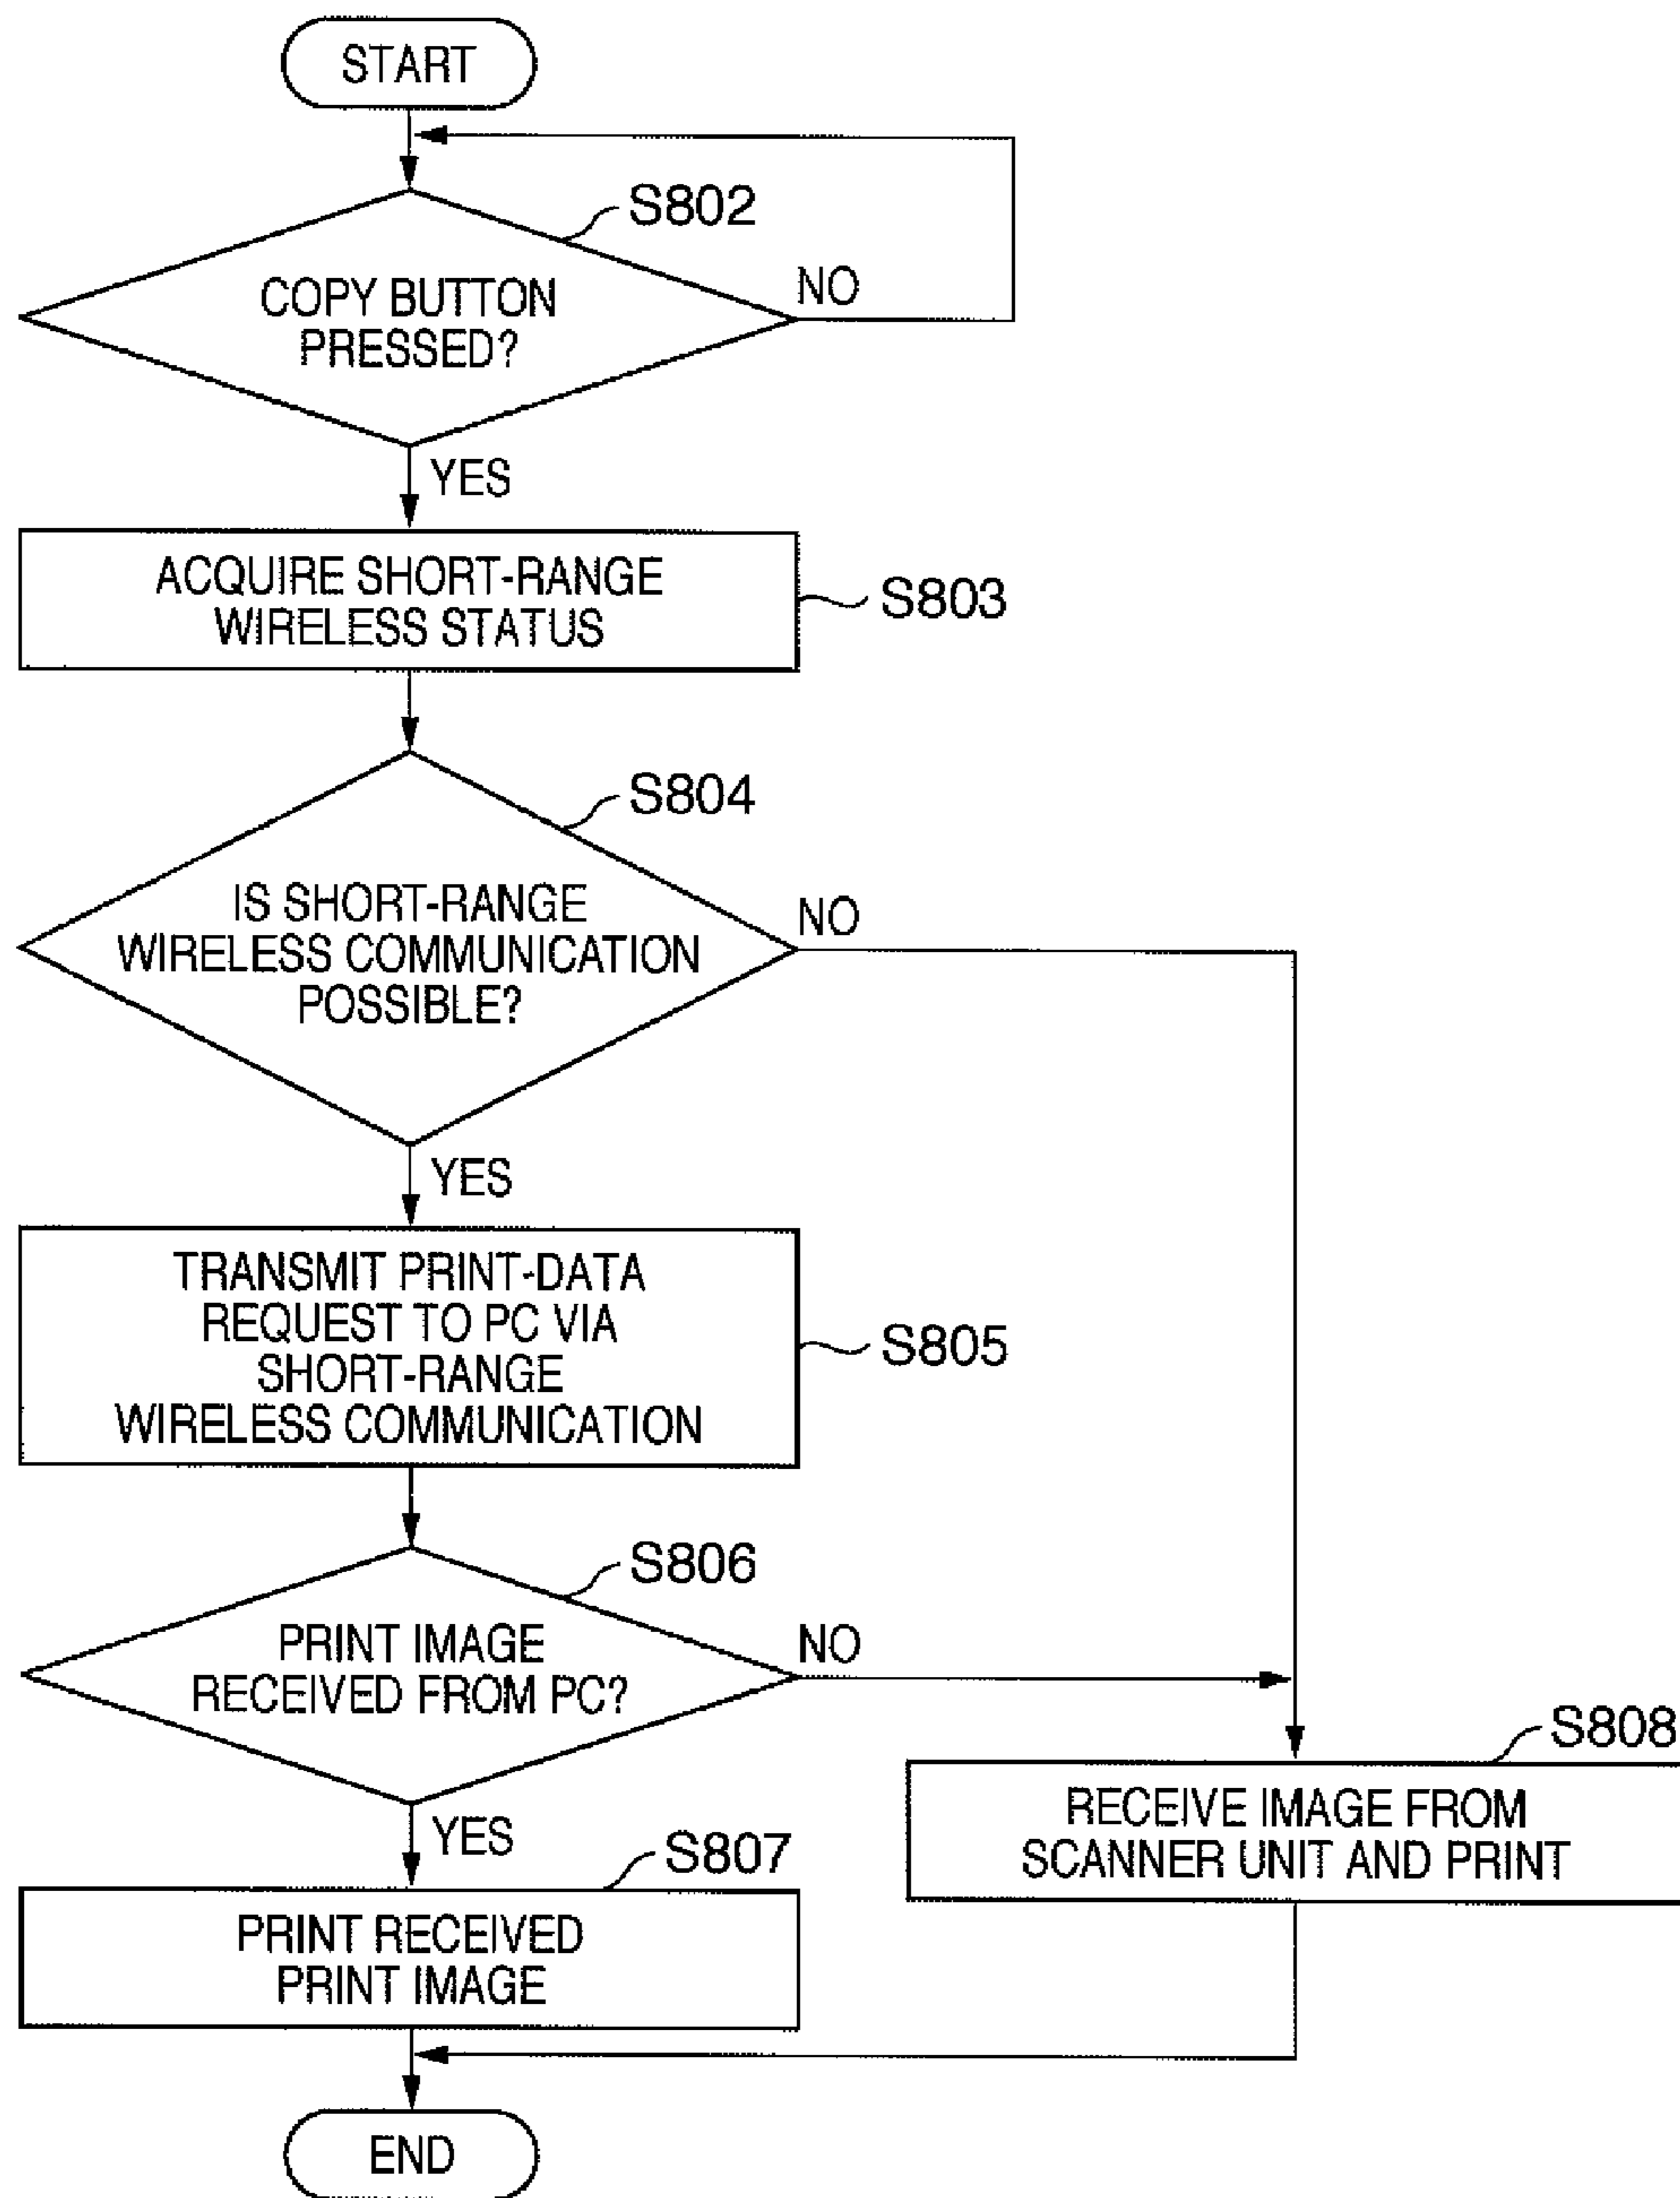 START
S802
COPY BUTTON
PRESSED?
NO
YES
ACQUIRE SHORT-RANGE
WIRELESS STATUS
S803
S804
IS SHORT-RANGE
WIRELESS COMMUNICATION
POSSIBLE?
NO
YES
TRANSMIT PRINT-DATA
REQUEST TO PC VIA
SHORT-RANGE
WIRELESS COMMUNICATION
S805
S806
PRINT IMAGE
RECEIVED FROM PC?
NO
YES
S808
RECEIVE IMAGE FROM
SCANNER UNIT AND PRINT
S807
PRINT RECEIVED
PRINT IMAGE
END